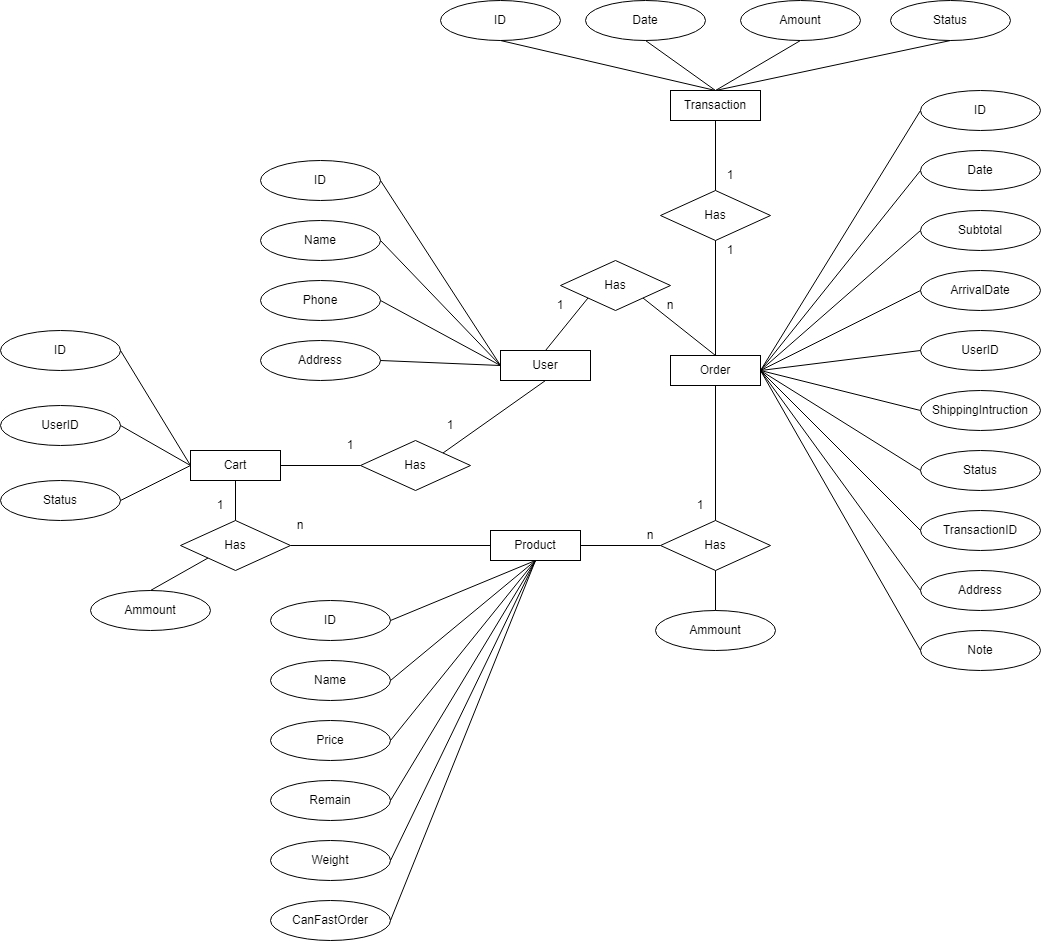 ID
Date
Amount
Status
Transaction
ID
Date
Subtotal
ArrivalDate
UserID
ShippingIntruction
Status
TransactionID
Address
Note
1
Has
1
ID
Name
Phone
Address
Has
1
n
User
Order
ID
UserID
Status
Cart
1
1
Has
1
n
Has
Ammount
Product
n
1
Has
Ammount
ID
Name
Price
Remain
Weight
CanFastOrder